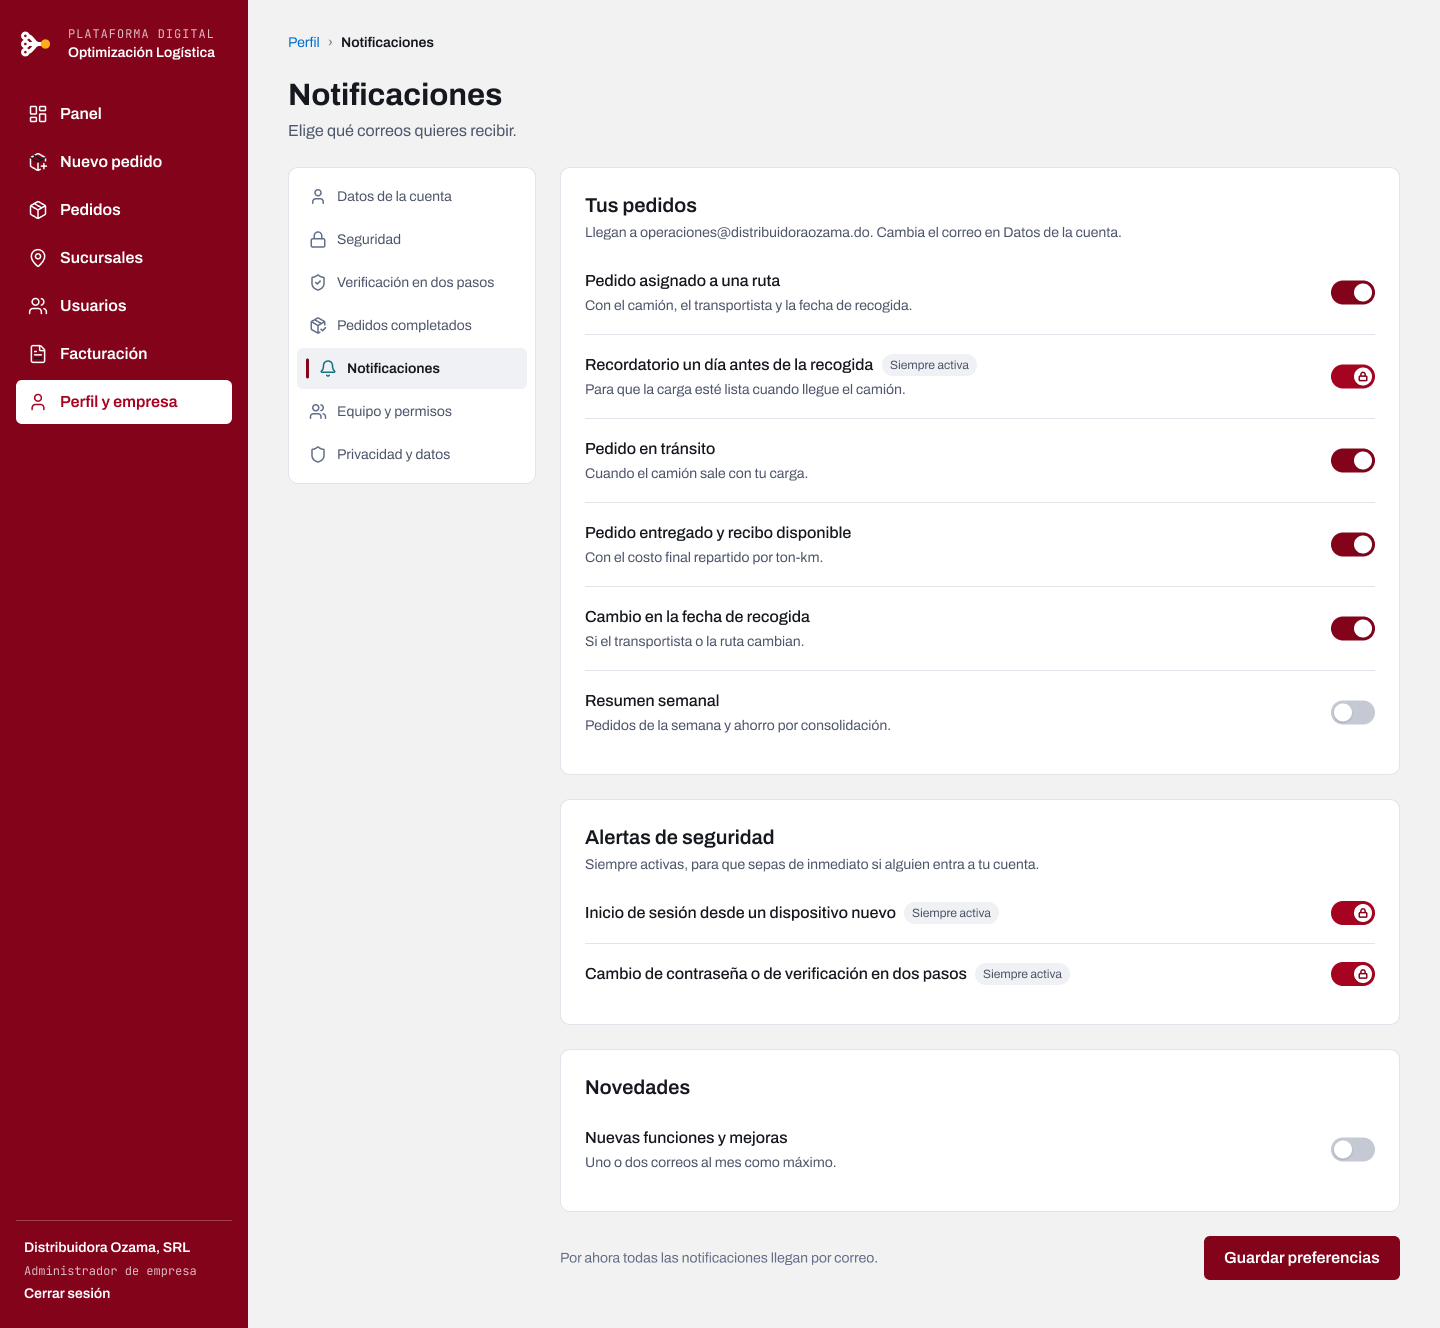 PLATAFORMA DIGITAL
Optimización Logística
Panel
Nuevo pedido
Pedidos
Sucursales
Usuarios
Facturación
Perfil y empresa
Distribuidora Ozama, SRL
Administrador de empresa
Cerrar sesión
Perfil › Notificaciones
Notificaciones
Elige qué correos quieres recibir.
Datos de la cuenta
Seguridad
Verificación en dos pasos
Pedidos completados
Notificaciones
Equipo y permisos
Privacidad y datos
Tus pedidos
Llegan a operaciones@distribuidoraozama.do. Cambia el correo en Datos de la cuenta.
Pedido asignado a una ruta
Con el camión, el transportista y la fecha de recogida.
Recordatorio un día antes de la recogida Siempre activa
Para que la carga esté lista cuando llegue el camión.
Pedido en tránsito
Cuando el camión sale con tu carga.
Pedido entregado y recibo disponible
Con el costo final repartido por ton-km.
Cambio en la fecha de recogida
Si el transportista o la ruta cambian.
Resumen semanal
Pedidos de la semana y ahorro por consolidación.
Alertas de seguridad
Siempre activas, para que sepas de inmediato si alguien entra a tu cuenta.
Inicio de sesión desde un dispositivo nuevo Siempre activa
Cambio de contraseña o de verificación en dos pasos Siempre activa
Novedades
Nuevas funciones y mejoras
Uno o dos correos al mes como máximo.
Por ahora todas las notificaciones llegan por correo.
Guardar preferencias